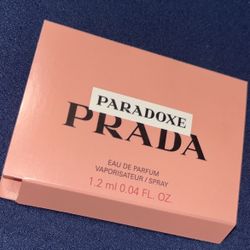 PARADOXE
PRADA
EAU DE PARFUM
VAPORISATEUR / SPRAY
1.2 ml 0.04 FL. OZ.